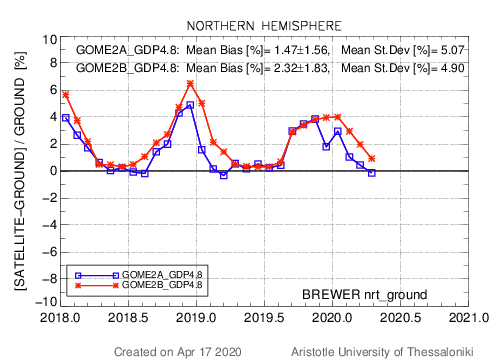 NORTHERN HEMISPHERE
GOME2A_GDP4.8: Mean Bias [%]= 1.47±1.56, Mean St.Dev [%]= 5.07
GOME2B_GDP4.8: Mean Bias [%]= 2.32±1.83, Mean St.Dev [%]= 4.90
[SATELLITE-GROUND]/ GROUND [%]
10
8
6
4
2
0
-2
-4
-6
-8
-10
GOME2A_GDP4.8
GOME2B_GDP4.8
BREWER nrt_ground
2018.0 2018.5 2019.0 2019.5 2020.0 2020.5 2021.0
Created on Apr 17 2020 Aristotle University of Thessaloniki